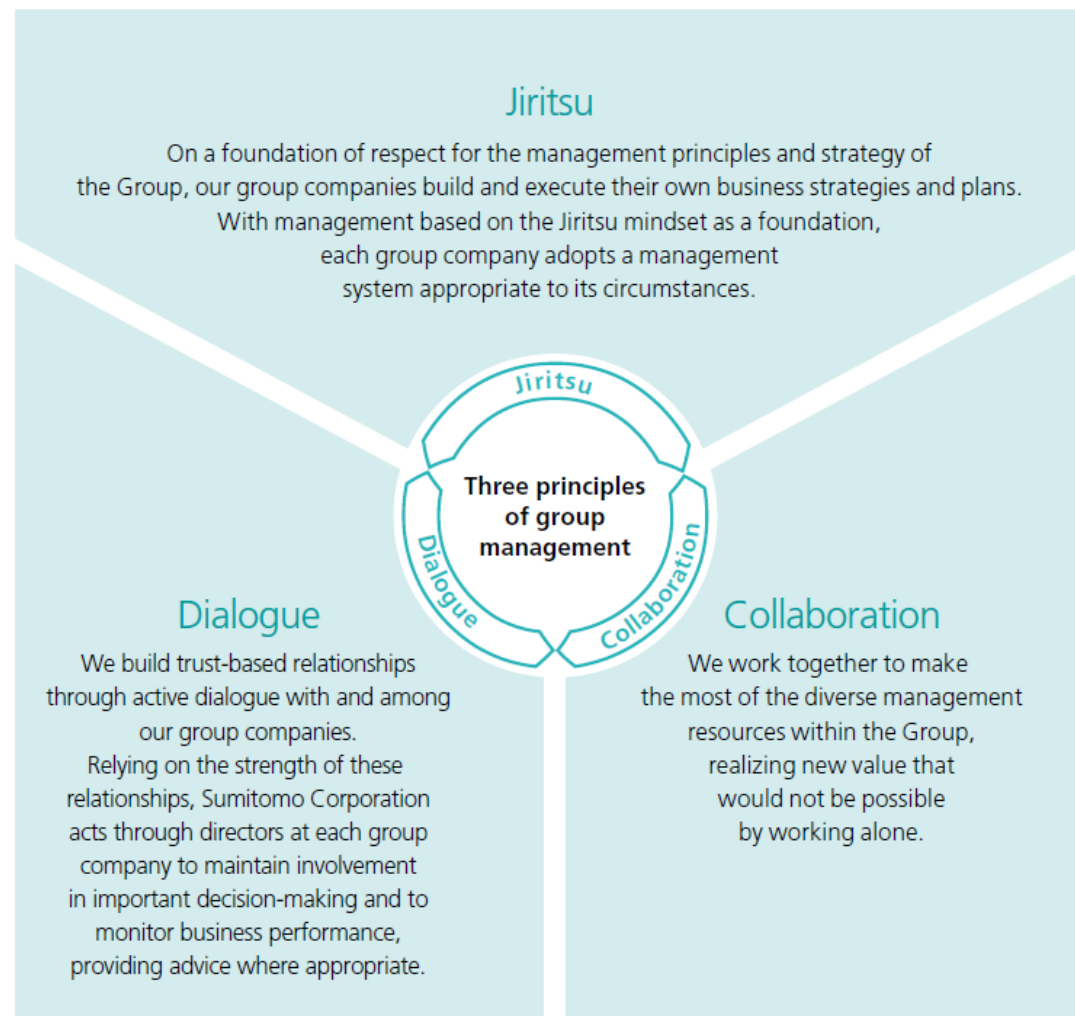 Jiritsu
On a foundation of respect for the management principles and strategy of
the Group, our group companies build and execute their own business strategies and plans.
With management based on the Jiritsu mindset as a foundation,
each group company adopts a management
system appropriate to its circumstances.
Jiritsu
Three principles
of group
management
Dialogue
Collaboration
Dialogue
We build trust-based relationships
through active dialogue with and among
our group companies.
Relying on the strength of these
relationships, Sumitomo Corporation
acts through directors at each group
company to maintain involvement
in important decision-making and to
monitor business performance,
providing advice where appropriate.
Collaboration
We work together to make
the most of the diverse management
resources within the Group,
realizing new value that
would not be possible
by working alone.